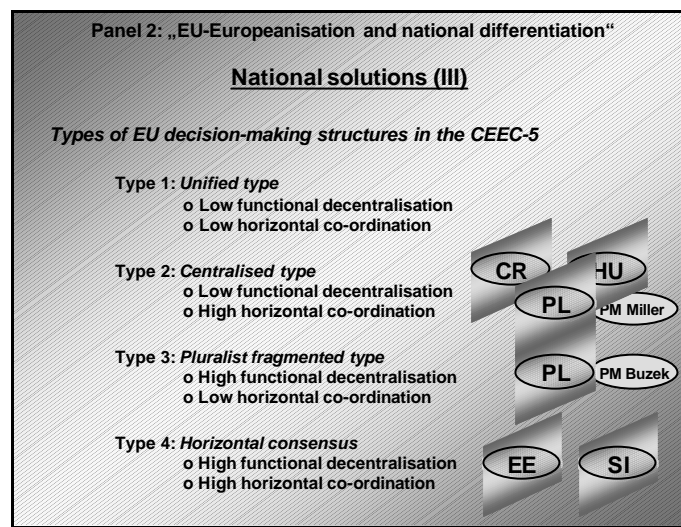 Panel 2: „EU-Europeanisation and national differentiation“
National solutions (III)
Types of EU decision-making structures in the CEEC-5
Type 1: Unified type
o Low functional decentralisation
o Low horizontal co-ordination
Type 2: Centralised type
o Low functional decentralisation
o High horizontal co-ordination
CR
HU
PL
PM Miller
Type 3: Pluralist fragmented type
o High functional decentralisation
o Low horizontal co-ordination
PL
PM Buzek
Type 4: Horizontal consensus
o High functional decentralisation
o High horizontal co-ordination
EE
SI